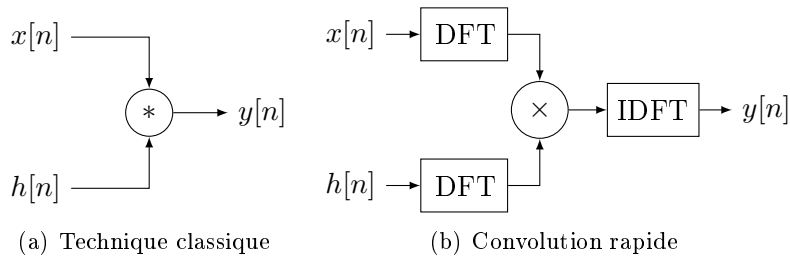 x[n]
h[n]
*
y[n]
(a) Technique classique
x[n]
DFT
h[n]
DFT
×
IDFT
y[n]
(b) Convolution rapide